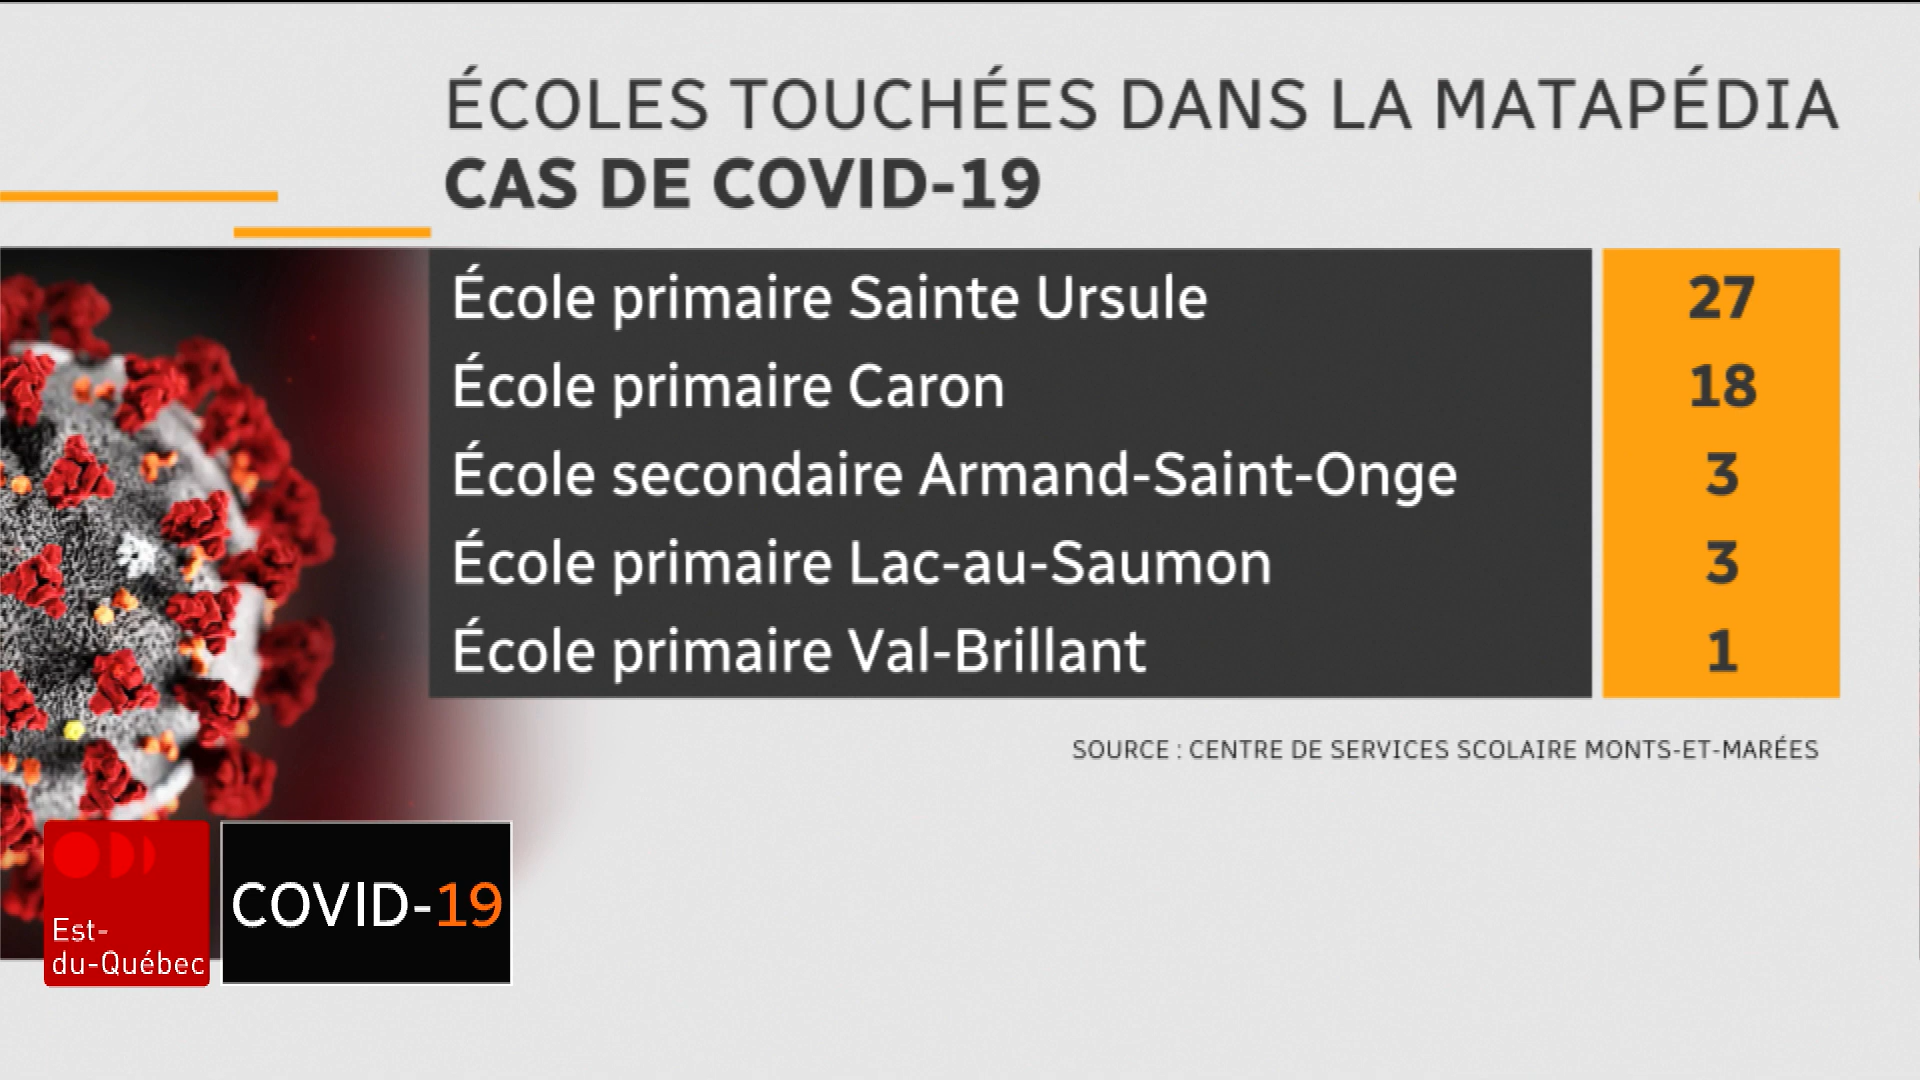 ÉCOLES TOUCHÉES DANS LA MATAPÉDIA
CAS DE COVID-19
École primaire Sainte Ursule 27
École primaire Caron 18
École secondaire Armand-Saint-Onge 3
École primaire Lac-au-Saumon 3
École primaire Val-Brillant 1
SOURCE : CENTRE DE SERVICES SCOLAIRE MONTS-ET-MARÉES
Est-
du-Québec
COVID-19